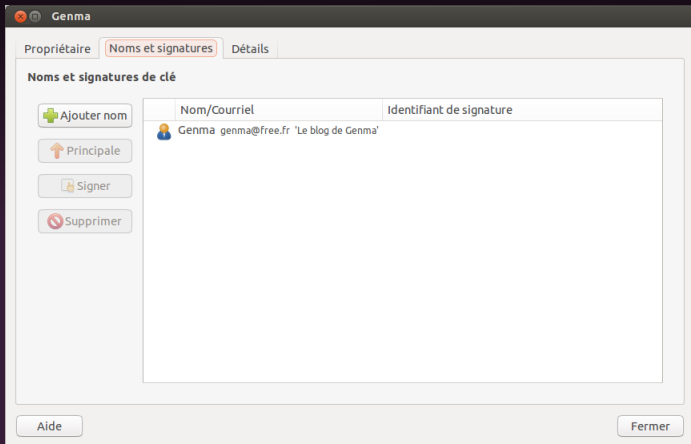 Genma
Propriétaire Noms et signatures Détails
Noms et signatures de clé
Ajouter nom
Principale
Signer
Supprimer
Nom/Courriel Identifiant de signature
Genma genma@free.fr 'Le blog de Genma'
Aide Fermer